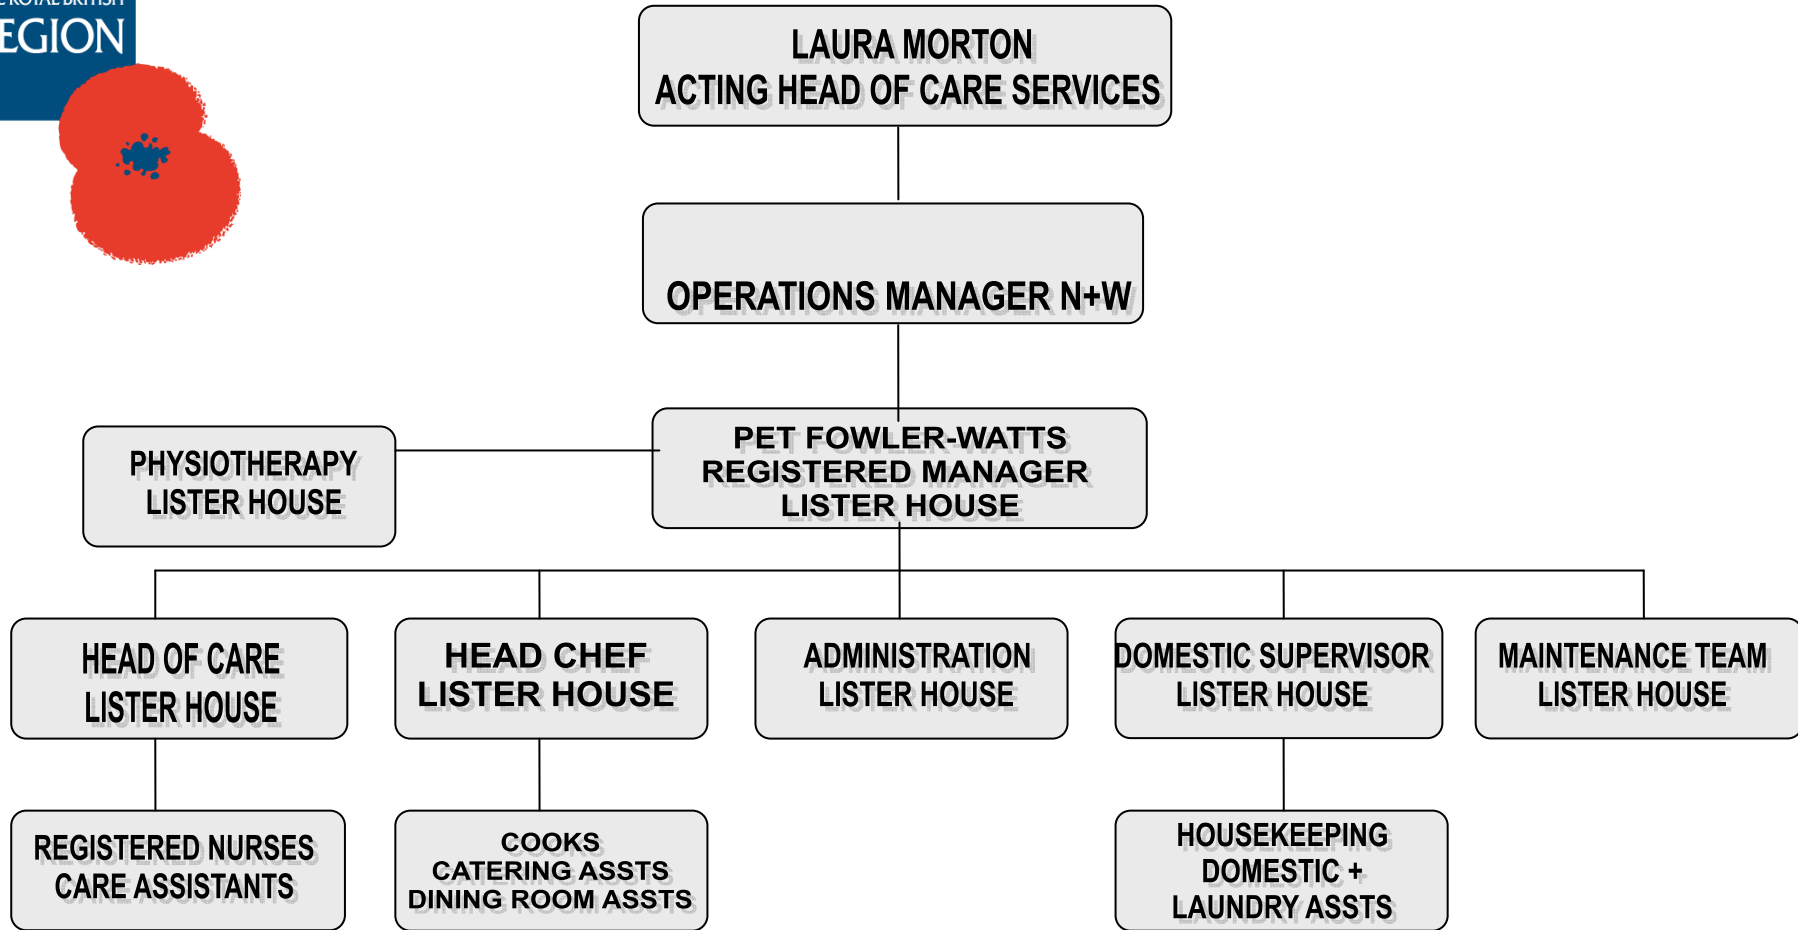 ROYAL BRITISH
EGION
LAURA MORTON
ACTING HEAD OF CARE SERVICES
OPERATIONS MANAGER N+W
PHYSIOTHERAPY
LISTER HOUSE
PET FOWLER-WATTS
REGISTERED MANAGER
LISTER HOUSE
HEAD OF CARE
LISTER HOUSE
HEAD CHEF
LISTER HOUSE
ADMINISTRATION
LISTER HOUSE
DOMESTIC SUPERVISOR
LISTER HOUSE
MAINTENANCE TEAM
LISTER HOUSE
REGISTERED NURSES
CARE ASSISTANTS
COOKS
CATERING ASSTS
DINING ROOM ASSTS
HOUSEKEEPING
DOMESTIC +
LAUNDRY ASSTS